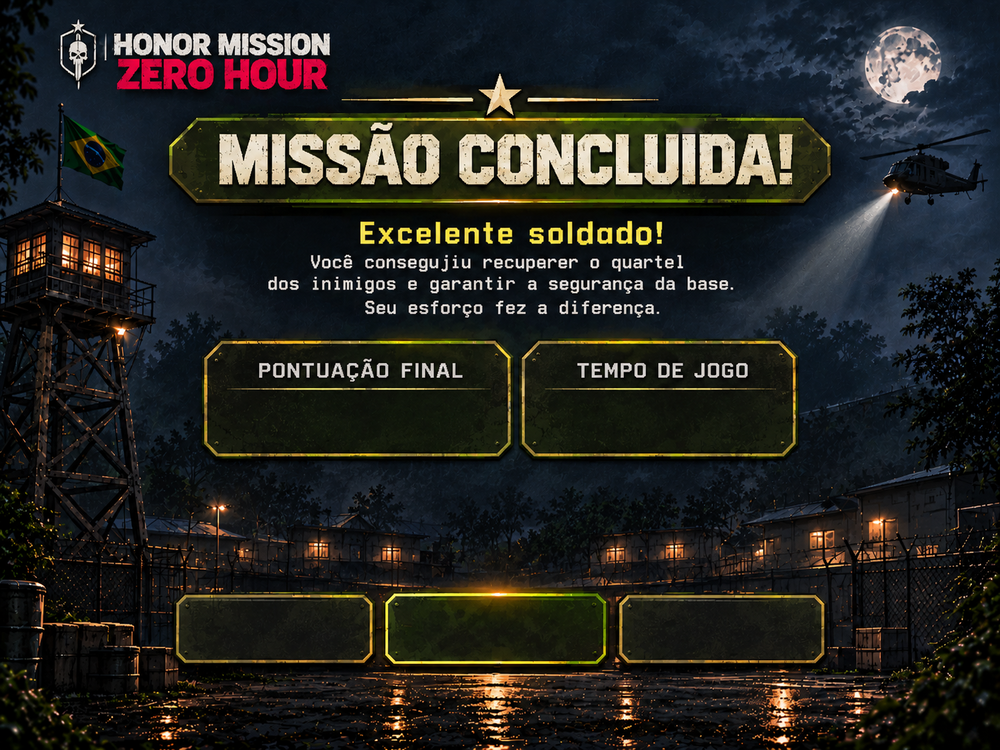 HONOR MISSION
ZERO HOUR
MISSÃO CONCLUIDA!
Excelente soldado!
Você consegujiu recuperer o quartel
dos inimigos e garantir a segurança da base.
Seu esforço fez a diferença.
PONTUAÇÃO FINAL
TEMPO DE JOGO